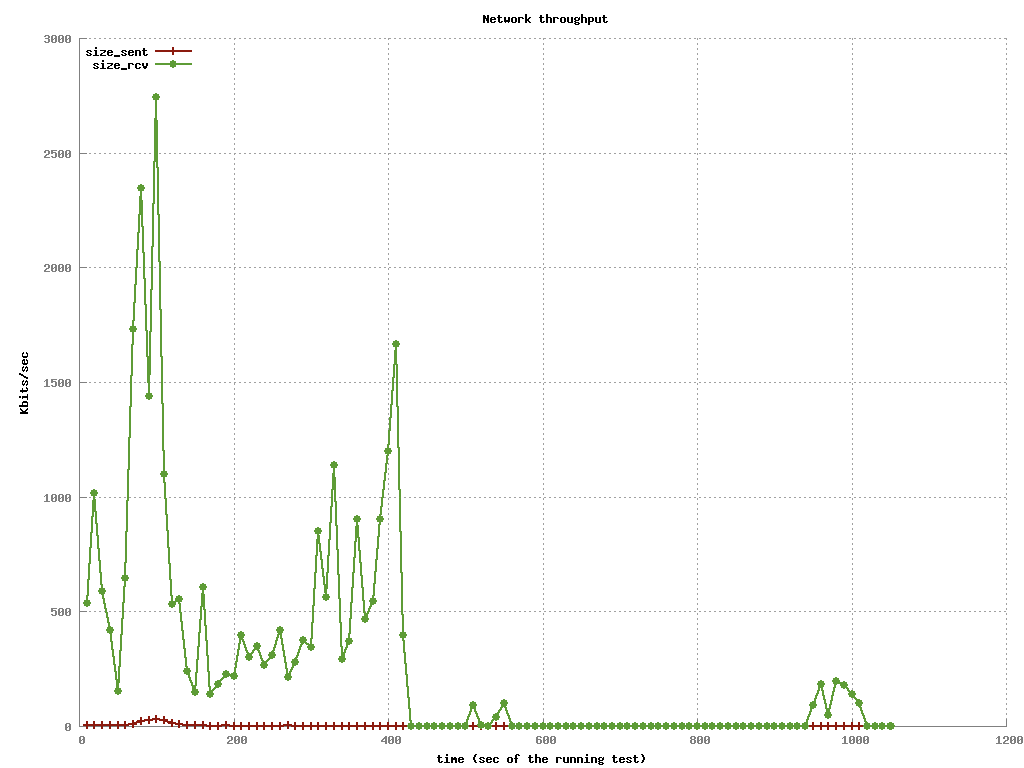 Network throughput
size_sent
size_rcv
3000
2500
2000
1500
1000
500
0
Kbits/sec
0 200 400 600 800 1000 1200
time (sec of the running test)